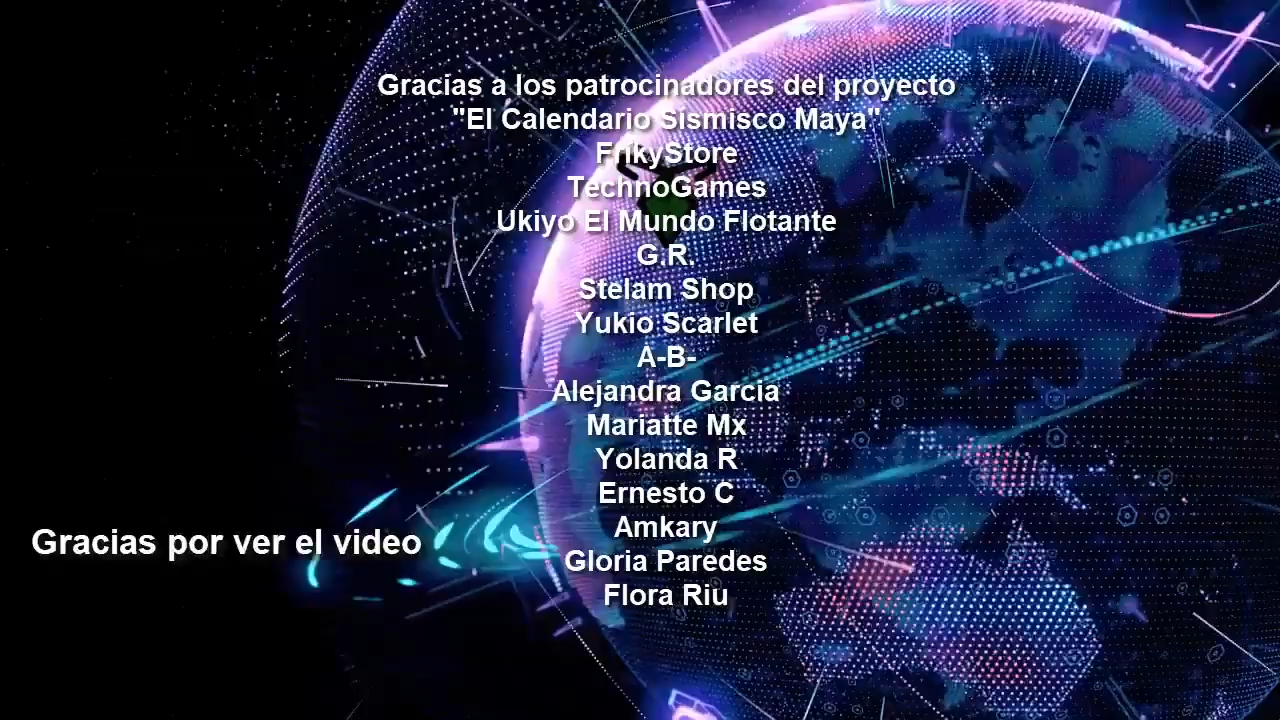 Gracias a los patrocinadores del proyecto
"El Calendario Sismisco Maya"
FrikyStore
TechnoGames
Ukiyo El Mundo Flotante
G.R.
Stelam Shop
Yukio Scarlet
A-B-
Alejandra Garcia
Mariatte Mx
Yolanda R
Ernesto C
Amkary
Gloria Paredes
Flora Riu
Gracias por ver el video